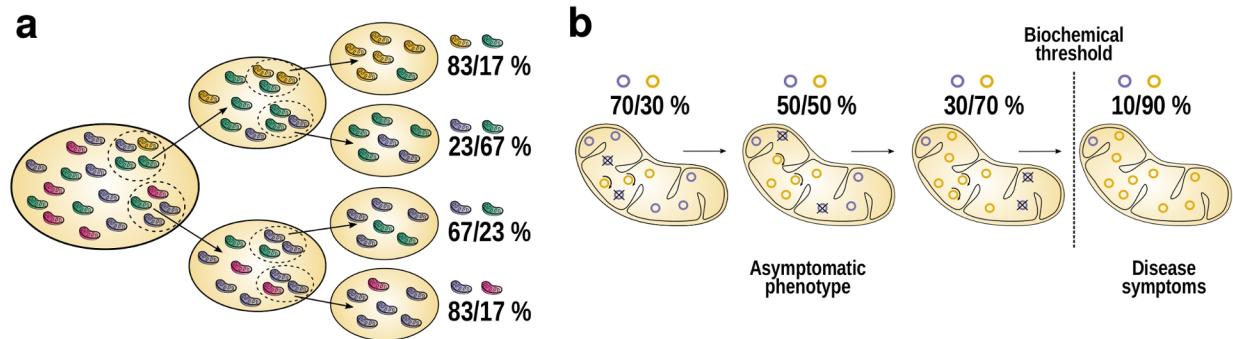 a
83/17 %
23/67 %
67/23 %
83/17 %
b
Biochemical
threshold
70/30 %
50/50 %
30/70 %
10/90 %
Asymptomatic
phenotype
Disease
symptoms